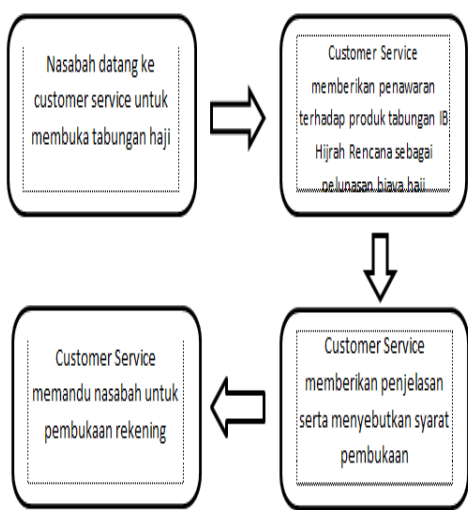 Nasabah datang ke
customer service untuk
membuka tabungan haji
Customer Service
memberikan penawaran
terhadap produk tabungan IB
Hijrah Rencana sebagai
pelunasan biaya haji
Customer Service
memberikan penjelasan
serta menyebutkan syarat
pembukaan
Customer Service
memandu nasabah untuk
pembukaan rekening